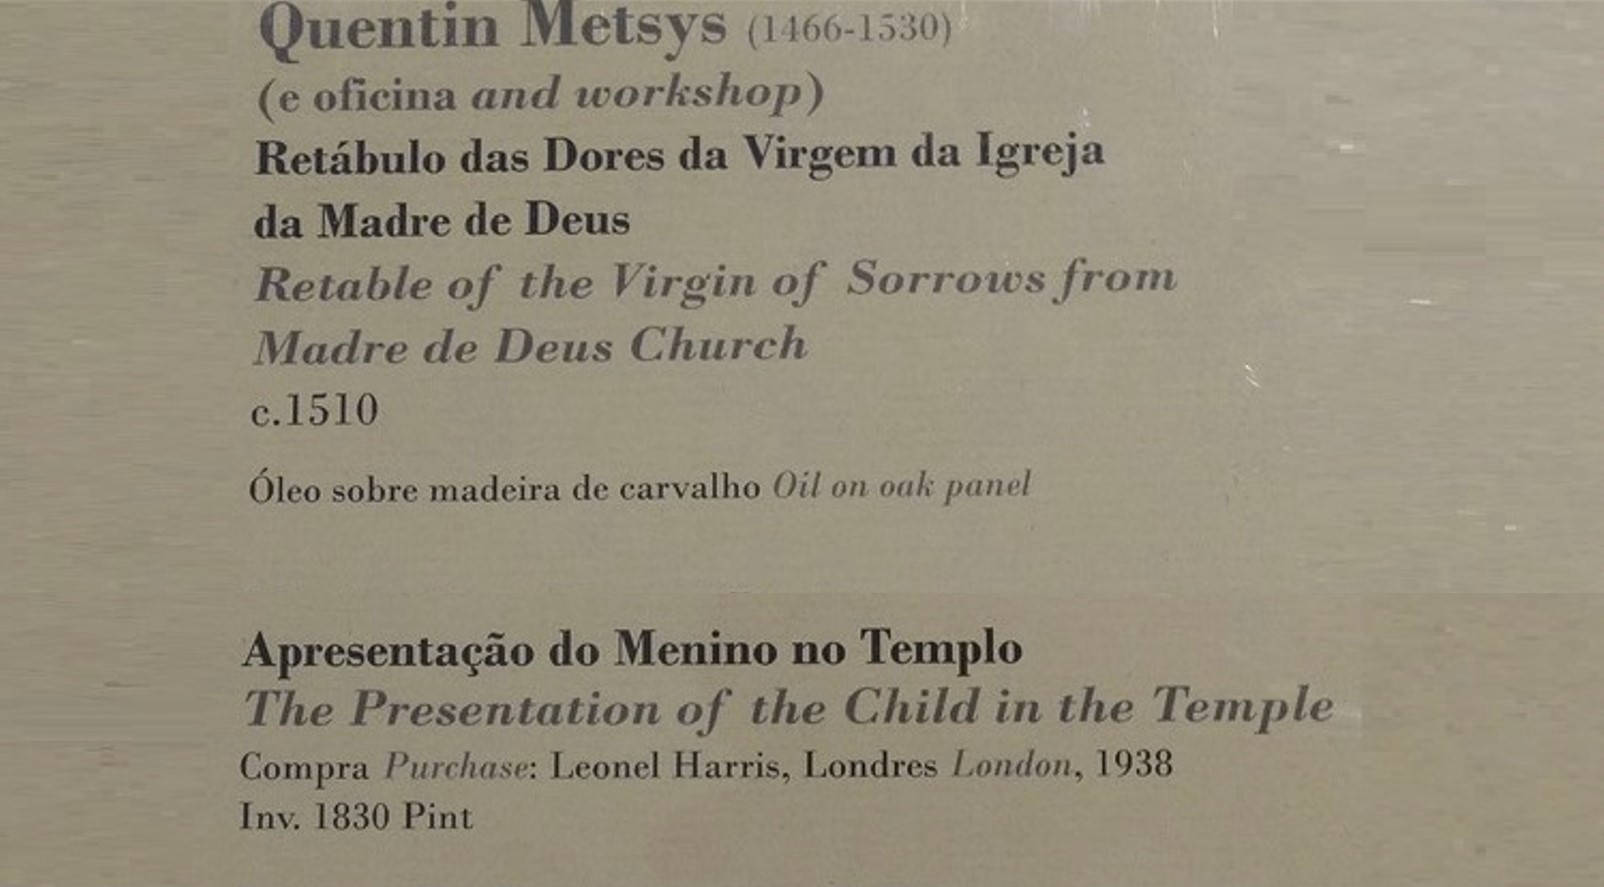 Quentin Metsys (1466-1530)
(e oficina and workshop)
Retábulo das Dores da Virgem da Igreja
da Madre de Deus
Retable of the Virgin of Sorrows from
Madre de Deus Church
c.1510
Óleo sobre madeira de carvalho Oil on oak panel
Apresentação do Menino no Templo
The Presentation of the Child in the Temple
Compra Purchase: Leonel Harris, Londres London, 1938
Inv. 1830 Pint